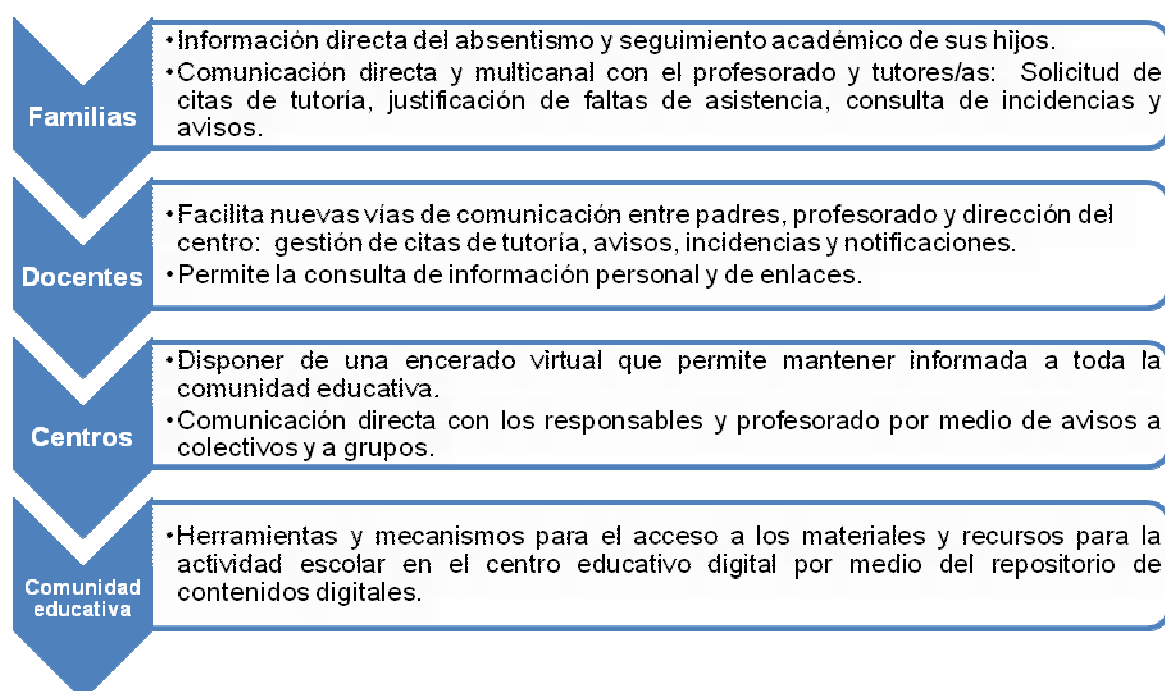 Familias
•Información directa del absentismo y seguimiento académico de sus hijos.
•Comunicación directa y multicanal con el profesorado y tutores/as: Solicitud de
citas de tutoría, justificación de faltas de asistencia, consulta de incidencias y
avisos.
Docentes
•Facilita nuevas vías de comunicación entre padres, profesorado y dirección del
centro: gestión de citas de tutoría, avisos, incidencias y notificaciones.
•Permite la consulta de información personal y de enlaces.
Centros
•Disponer de una encerado virtual que permite mantener informada a toda la
comunidad educativa.
•Comunicación directa con los responsables y profesorado por medio de avisos a
colectivos y a grupos.
Comunidad
educativa
•Herramientas y mecanismos para el acceso a los materiales y recursos para la
actividad escolar en el centro educativo digital por medio del repositorio de
contenidos digitales.